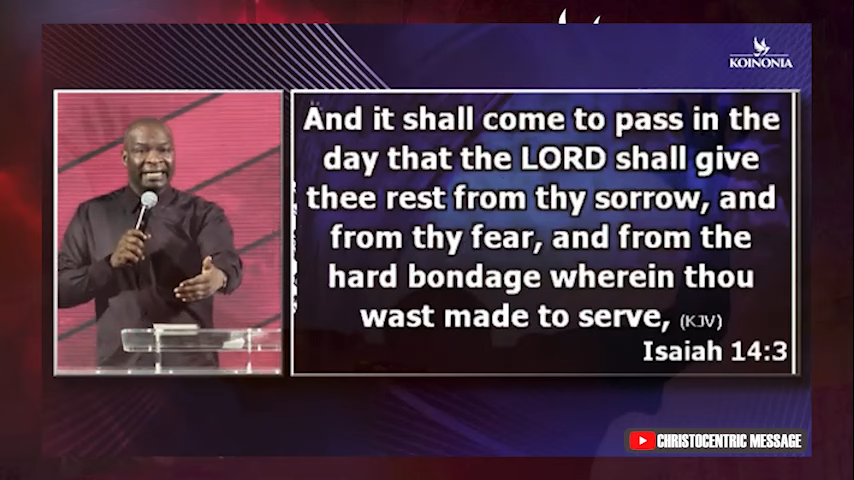 KOINONIA
And it shall come to pass in the
day that the LORD shall give
thee rest from thy sorrow, and
from thy fear, and from the
hard bondage wherein thou
wast made to serve, (KJV)
Isaiah 14:3
CHRISTOCENTRIC MESSAGE